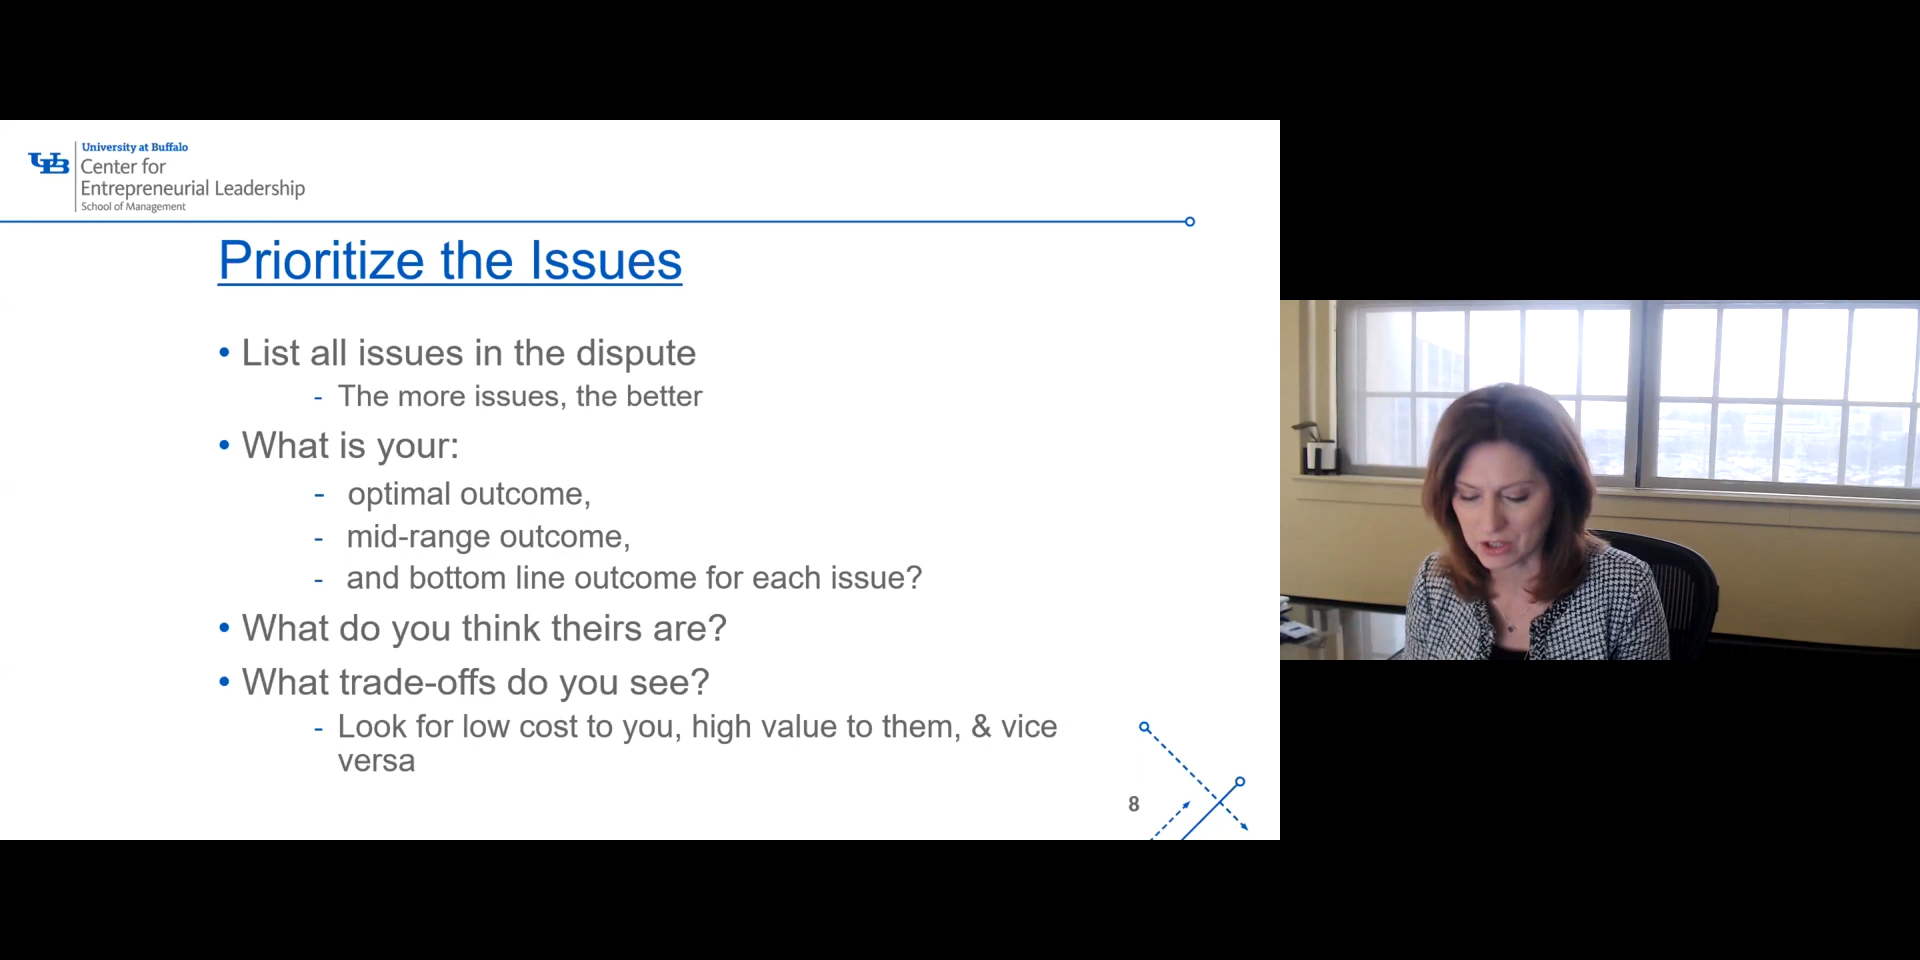 UB
University at Buffalo
Center for
Entrepreneurial Leadership
School of Management
Prioritize the Issues
• List all issues in the dispute
- The more issues, the better
• What is your:
- optimal outcome,
- mid-range outcome,
- and bottom line outcome for each issue?
• What do you think theirs are?
• What trade-offs do you see?
- Look for low cost to you, high value to them, & vice
versa
8